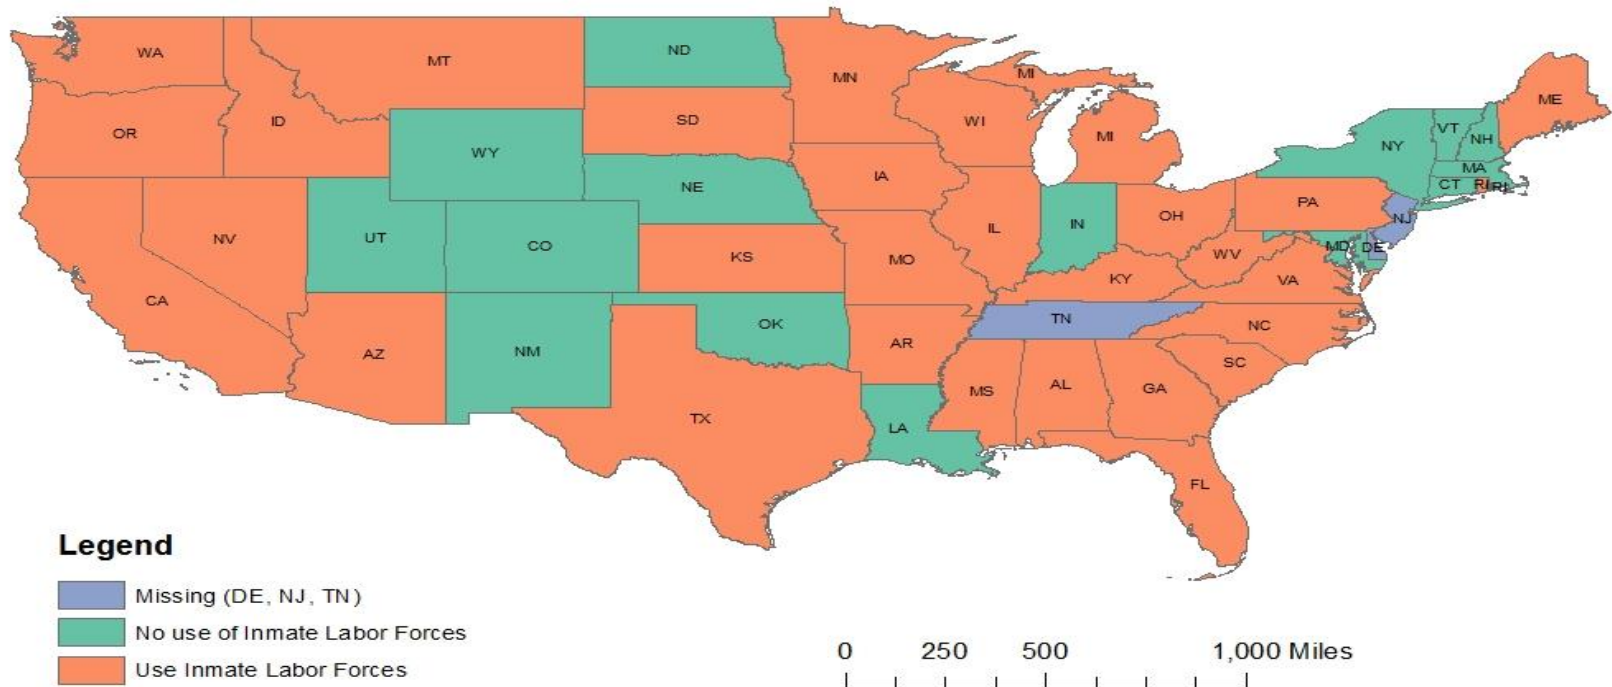 WA
MT
ND
MN
MI
ME
OR
ID
SD
WI
MI
VT
NH
NY
WY
NE
IA
MA
CT
RI
RI
NV
UT
CO
KS
MO
IL
IN
OH
PA
NJ
MD
DE
WV
VA
KY
CA
AZ
NM
OK
AR
TN
NC
SC
TX
LA
MS
AL
GA
FL
Legend
Missing (DE, NJ, TN)
No use of Inmate Labor Forces
Use Inmate Labor Forces
0 250 500 1,000 Miles